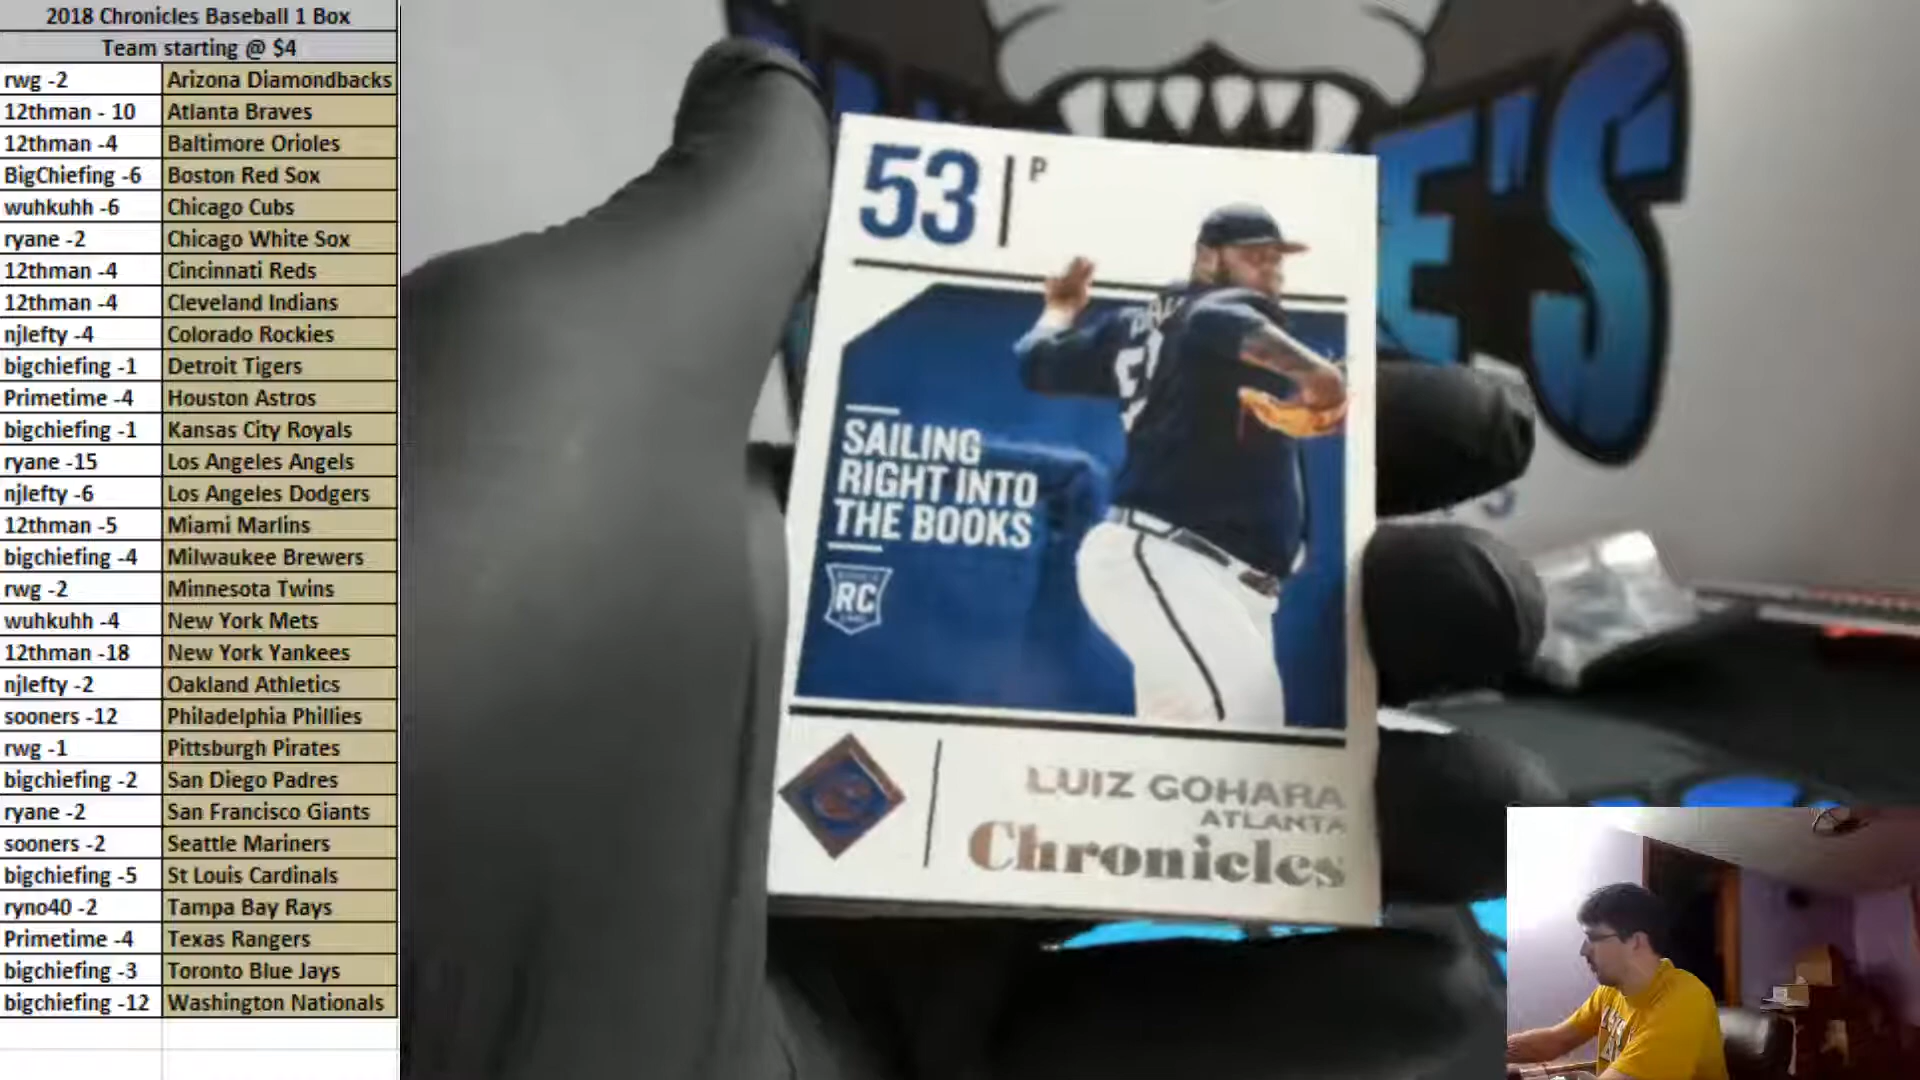 2018 Chronicles Baseball 1 Box
Team starting @ $4
rwg -2 Arizona Diamondbacks
12thman - 10 Atlanta Braves
12thman -4 Baltimore Orioles
BigChiefing -6 Boston Red Sox
wuhkuhh -6 Chicago Cubs
ryane -2 Chicago White Sox
12thman -4 Cincinnati Reds
12thman -4 Cleveland Indians
njlefty -4 Colorado Rockies
bigchiefing -1 Detroit Tigers
Primetime -4 Houston Astros
bigchiefing -1 Kansas City Royals
ryane -15 Los Angeles Angels
njlefty -6 Los Angeles Dodgers
12thman -5 Miami Marlins
bigchiefing -4 Milwaukee Brewers
rwg -2 Minnesota Twins
wuhkuhh -4 New York Mets
12thman -18 New York Yankees
njlefty -2 Oakland Athletics
sooners -12 Philadelphia Phillies
rwg -1 Pittsburgh Pirates
bigchiefing -2 San Diego Padres
ryane -2 San Francisco Giants
sooners -2 Seattle Mariners
bigchiefing -5 St Louis Cardinals
ryno40 -2 Tampa Bay Rays
Primetime -4 Texas Rangers
bigchiefing -3 Toronto Blue Jays
bigchiefing -12 Washington Nationals
53 P
SAILING
RIGHT INTO
THE BOOKS
RC
LUIZ GOHARA
ATLANTA
Chronicles